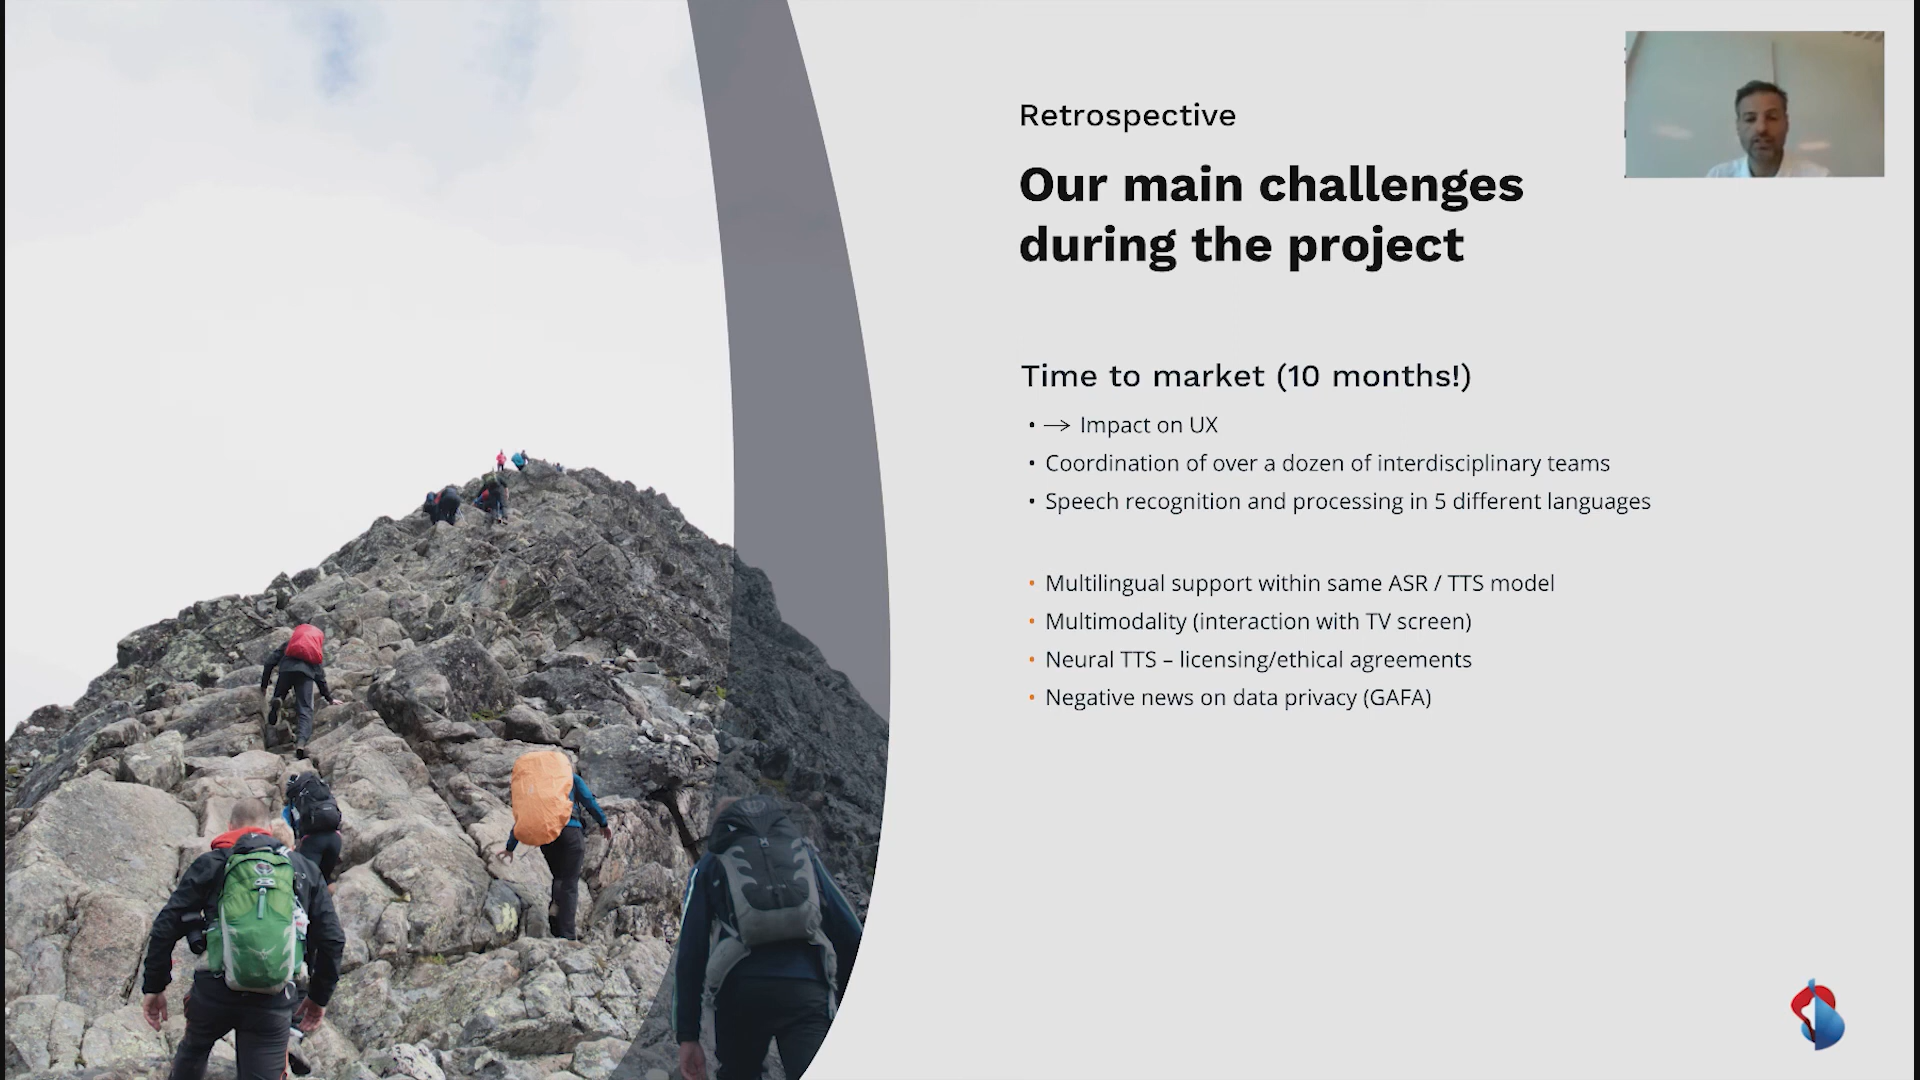 Retrospective
Our main challenges
during the project
Time to market (10 months!)
• → Impact on UX
• Coordination of over a dozen of interdisciplinary teams
• Speech recognition and processing in 5 different languages
• Multilingual support within same ASR / TTS model
• Multimodality (interaction with TV screen)
• Neural TTS – licensing/ethical agreements
• Negative news on data privacy (GAFA)